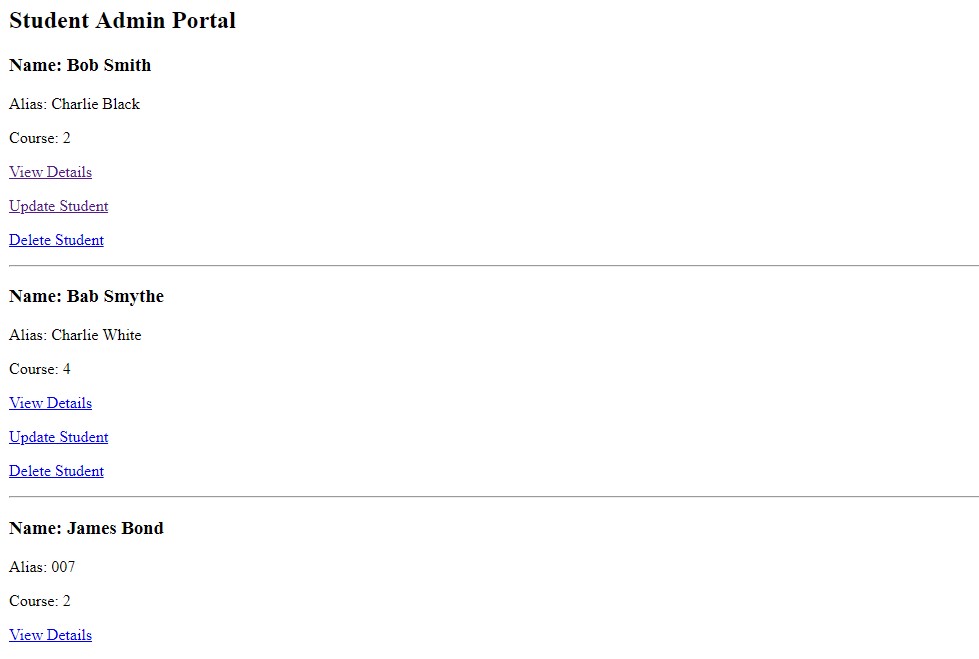 Student Admin Portal
Name: Bob Smith
Alias: Charlie Black
Course: 2
View Details
Update Student
Delete Student
Name: Bab Smythe
Alias: Charlie White
Course: 4
View Details
Update Student
Delete Student
Name: James Bond
Alias: 007
Course: 2
View Details